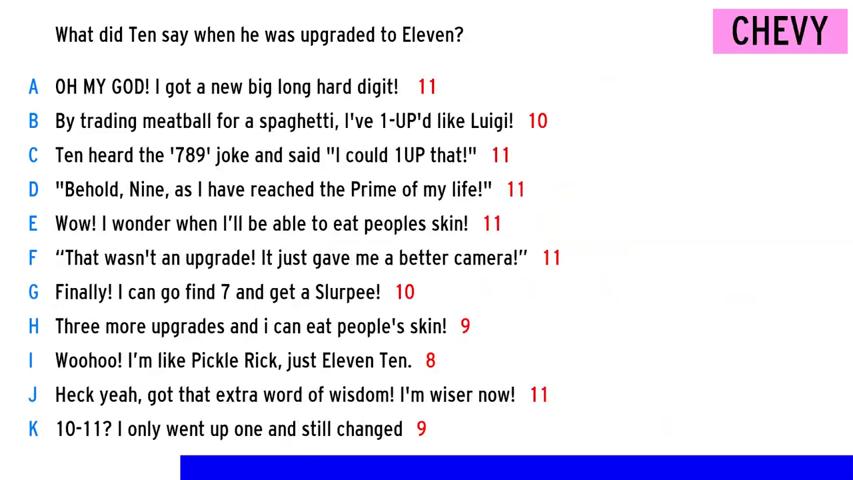 What did Ten say when he was upgraded to Eleven?
CHEVY
A OH MY GOD! I got a new big long hard digit! 11
B By trading meatball for a spaghetti, I've 1-UP'd like Luigi! 10
C Ten heard the '789' joke and said "I could 1UP that!" 11
D "Behold, Nine, as I have reached the Prime of my life!" 11
E Wow! I wonder when I’ll be able to eat peoples skin! 11
F “That wasn't an upgrade! It just gave me a better camera!” 11
G Finally! I can go find 7 and get a Slurpee! 10
H Three more upgrades and i can eat people's skin! 9
I Woohoo! I’m like Pickle Rick, just Eleven Ten. 8
J Heck yeah, got that extra word of wisdom! I'm wiser now! 11
K 10-11? I only went up one and still changed 9